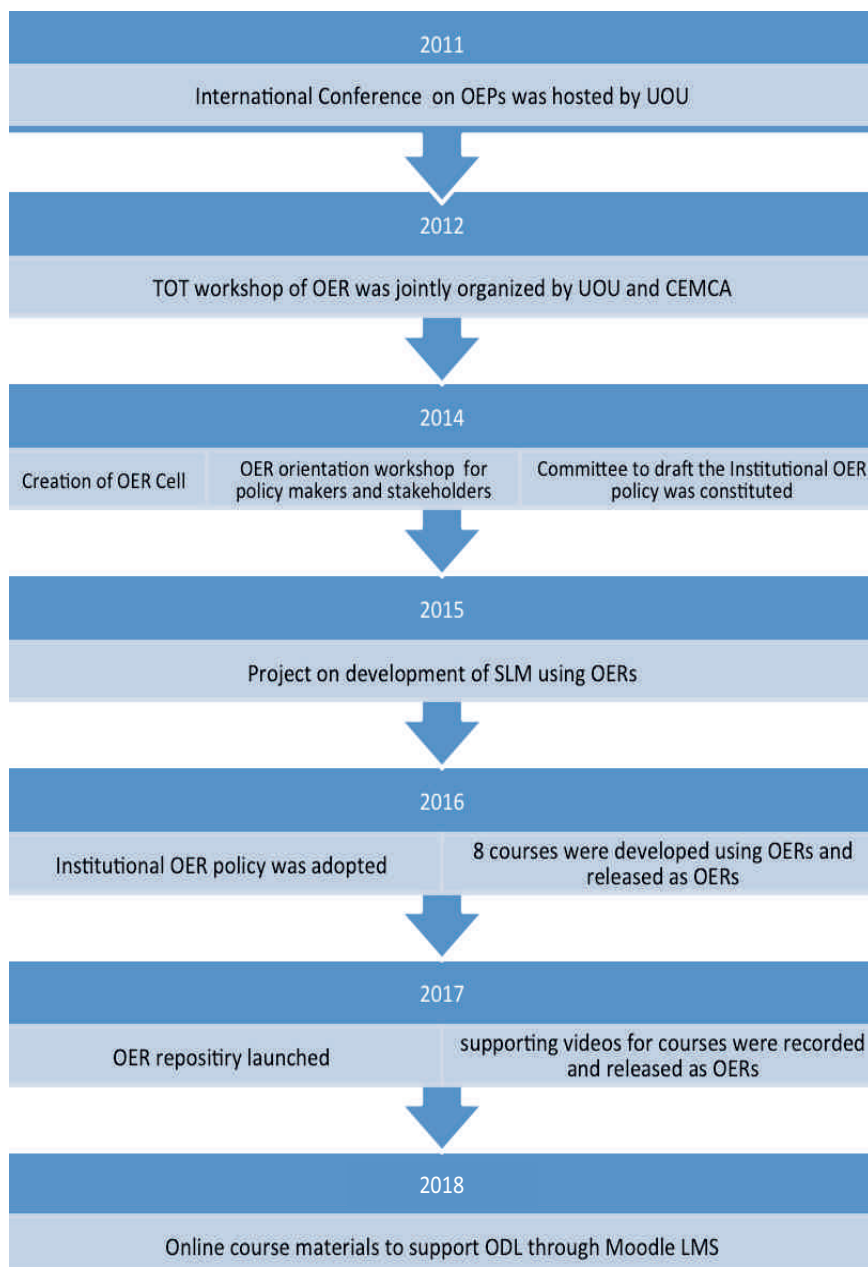 2011
International Conference on OEPs was hosted by UOU
2012
TOT workshop of OER was jointly organized by UOU and CEMCA
2014
Creation of OER Cell
OER orientation workshop for
policy makers and stakeholders
Committee to draft the Institutional OER
policy was constituted
2015
Project on development of SLM using OERs
2016
Institutional OER policy was adopted
8 courses were developed using OERs and
released as OERs
2017
OER repositiry launched
supporting videos for courses were recorded
and released as OERs
2018
Online course materials to support ODL through Moodle LMS